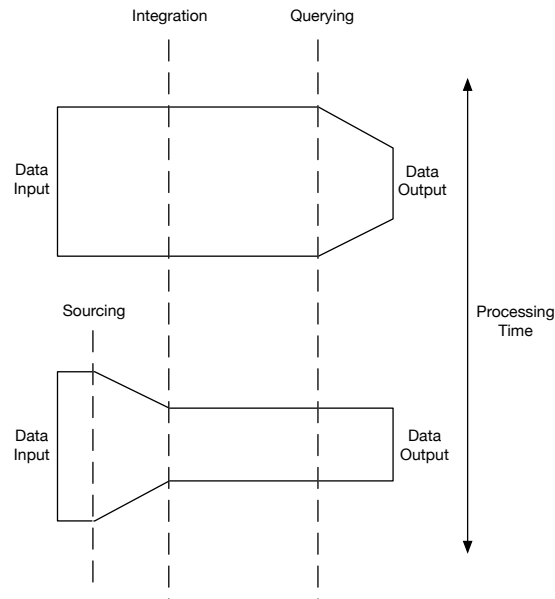 Integration
Querying
Data
Input
Data
Output
Sourcing
Processing
Time
Data
Input
Data
Output